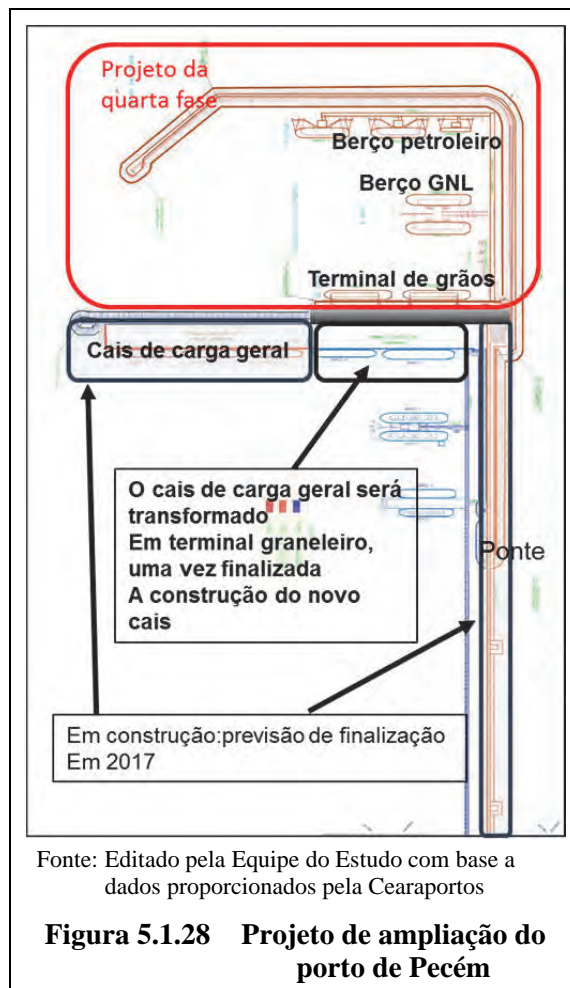 Projeto da
quarta fase
Berço petroleiro
Berço GNL
Terminal de grãos
Cais de carga geral
O cais de carga geral será
transformado
Em terminal graneleiro,
uma vez finalizada
A construção do novo
cais
Ponte
Em construção:previsão de finalização
Em 2017
Fonte: Editado pela Equipe do Estudo com base a
dados proporcionados pela Cearaportos
Figura 5.1.28 Projeto de ampliação do
porto de Pecém